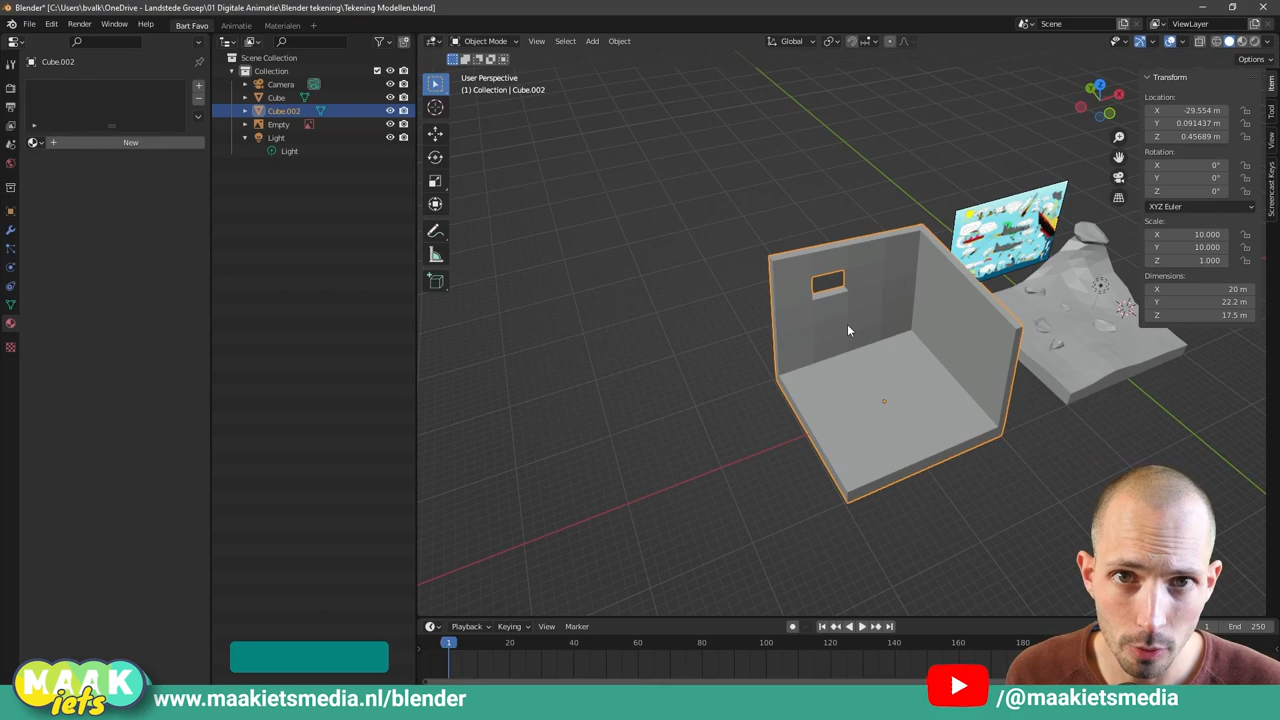 Blender* [C:\Users\bvalk\OneDrive - Landstede Groep\01 Digitale Animatie\Blender tekening\Tekening Modellen.blend]
File Edit Render Window Help Bart Favo Animatie Materialen Scene ViewLayer
Object Mode View Select Add Object Global
Options
Cube.002
New
Scene Collection
Collection
Camera
Cube
Cube.002
Empty
Light
Light
User Perspective
(1) Collection | Cube.002
Transform
Location:
X -29.554 m
Y 0.091437 m
Z 0.45689 m
Rotation:
X 0°
Y 0°
Z 0°
XYZ Euler
Scale:
X 10.000
Y 10.000
Z 1.000
Dimensions:
X 20 m
Y 22.2 m
Z 17.5 m
Item
Tool
View
Screencast Keys
X
Y
Z
Playback Keying View Marker 1 End 250
1 20 40 60 80 100 120 140 160 180
MAAK
iets
www.maakietsmedia.nl/blender
/@maakietsmedia